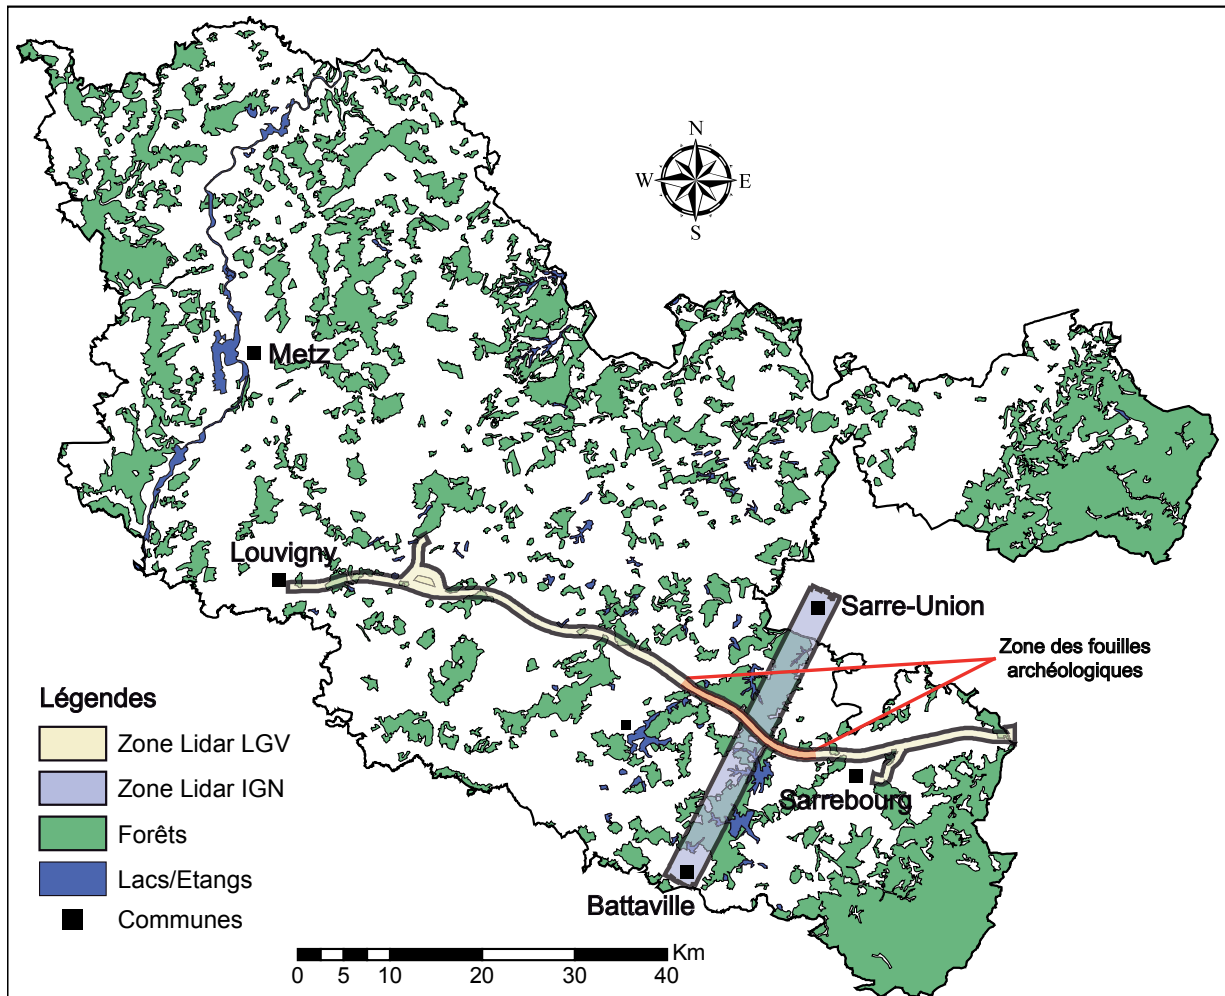 N
W E
S
Metz
Louvigny
Sarre-Union
Zone des fouilles
archéologiques
Sarrebourg
Battaville
Légendes
Zone Lidar LGV
Zone Lidar IGN
Forêts
Lacs/Etangs
Communes
Km
0 5 10 20 30 40